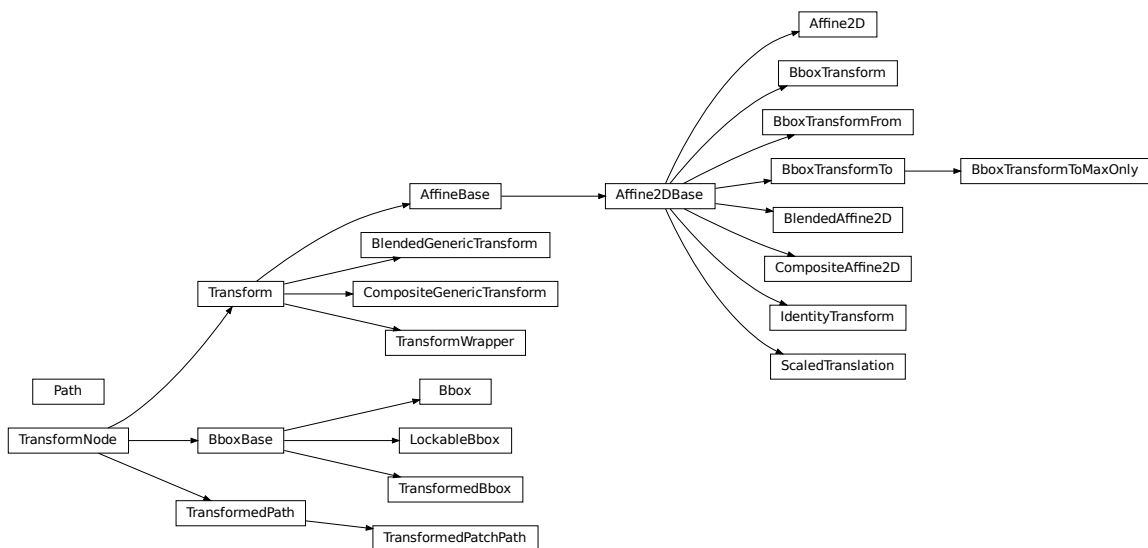 Affine2D
BboxTransform
BboxTransformFrom
BboxTransformTo
BboxTransformToMaxOnly
AffineBase
Affine2DBase
BlendedAffine2D
BlendedGenericTransform
CompositeAffine2D
Transform
CompositeGenericTransform
IdentityTransform
TransformWrapper
ScaledTranslation
Path
Bbox
TransformNode
BboxBase
LockableBbox
TransformedBbox
TransformedPath
TransformedPatchPath